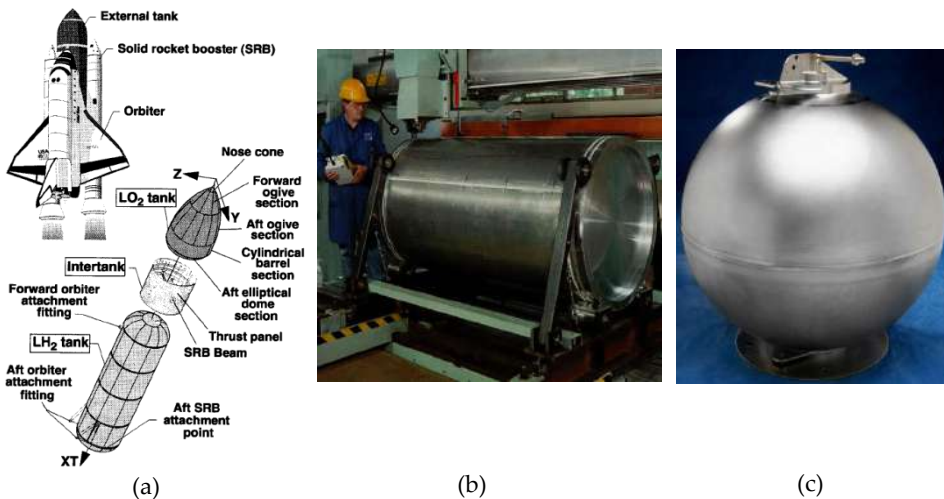 External tank
Solid rocket booster (SRB)
Orbiter
Nose cone
Z
Forward
ogive
section
LO2 tank
Y
Aft ogive
section
Cylindrical
barrel
section
Intertank
Aft elliptical
dome
section
Forward orbiter
attachment
fitting
Thrust panel
SRB Beam
LH2 tank
Aft orbiter
attachment
fitting
Aft SRB
attachment
point
XT
(a)
(b)
(c)